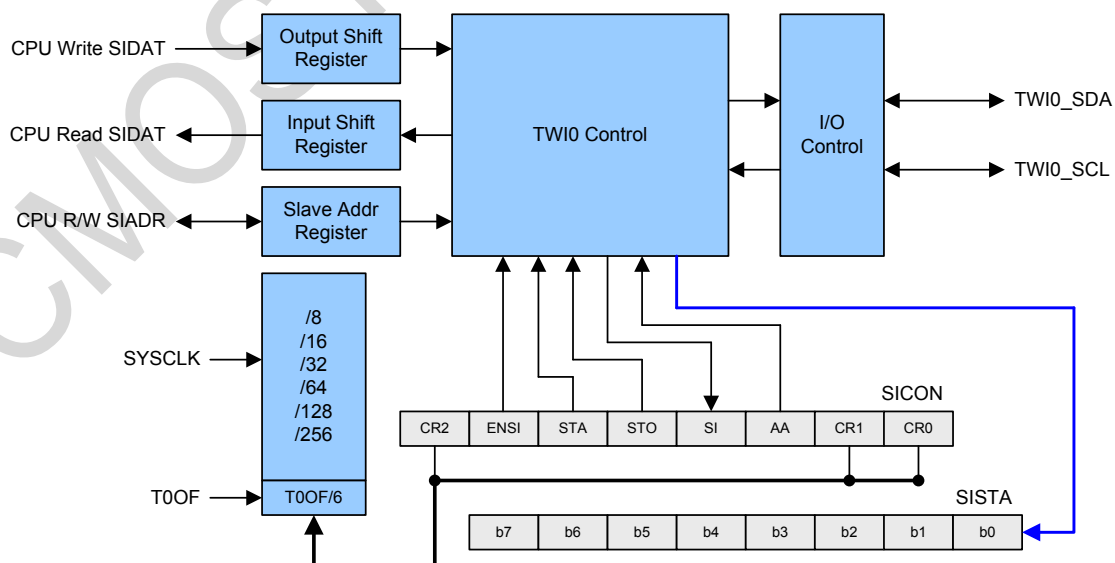 CMOS
CPU Write SIDAT
Output Shift
Register
CPU Read SIDAT
Input Shift
Register
CPU R/W SIADR
Slave Addr
Register
TWI0 Control
I/O
Control
TWI0_SDA
TWI0_SCL
SYSCLK
/8
/16
/32
/64
/128
/256
T0OF
T0OF/6
SICON
CR2 ENSI STA STO SI AA CR1 CR0
SISTA
b7 b6 b5 b4 b3 b2 b1 b0